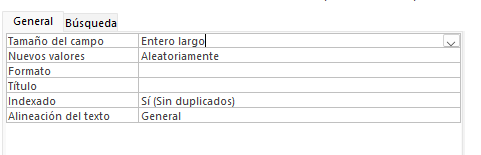 General Búsqueda
Tamaño del campo Entero largo
Nuevos valores Aleatoriamente
Formato
Título
Indexado Sí (Sin duplicados)
Alineación del texto General